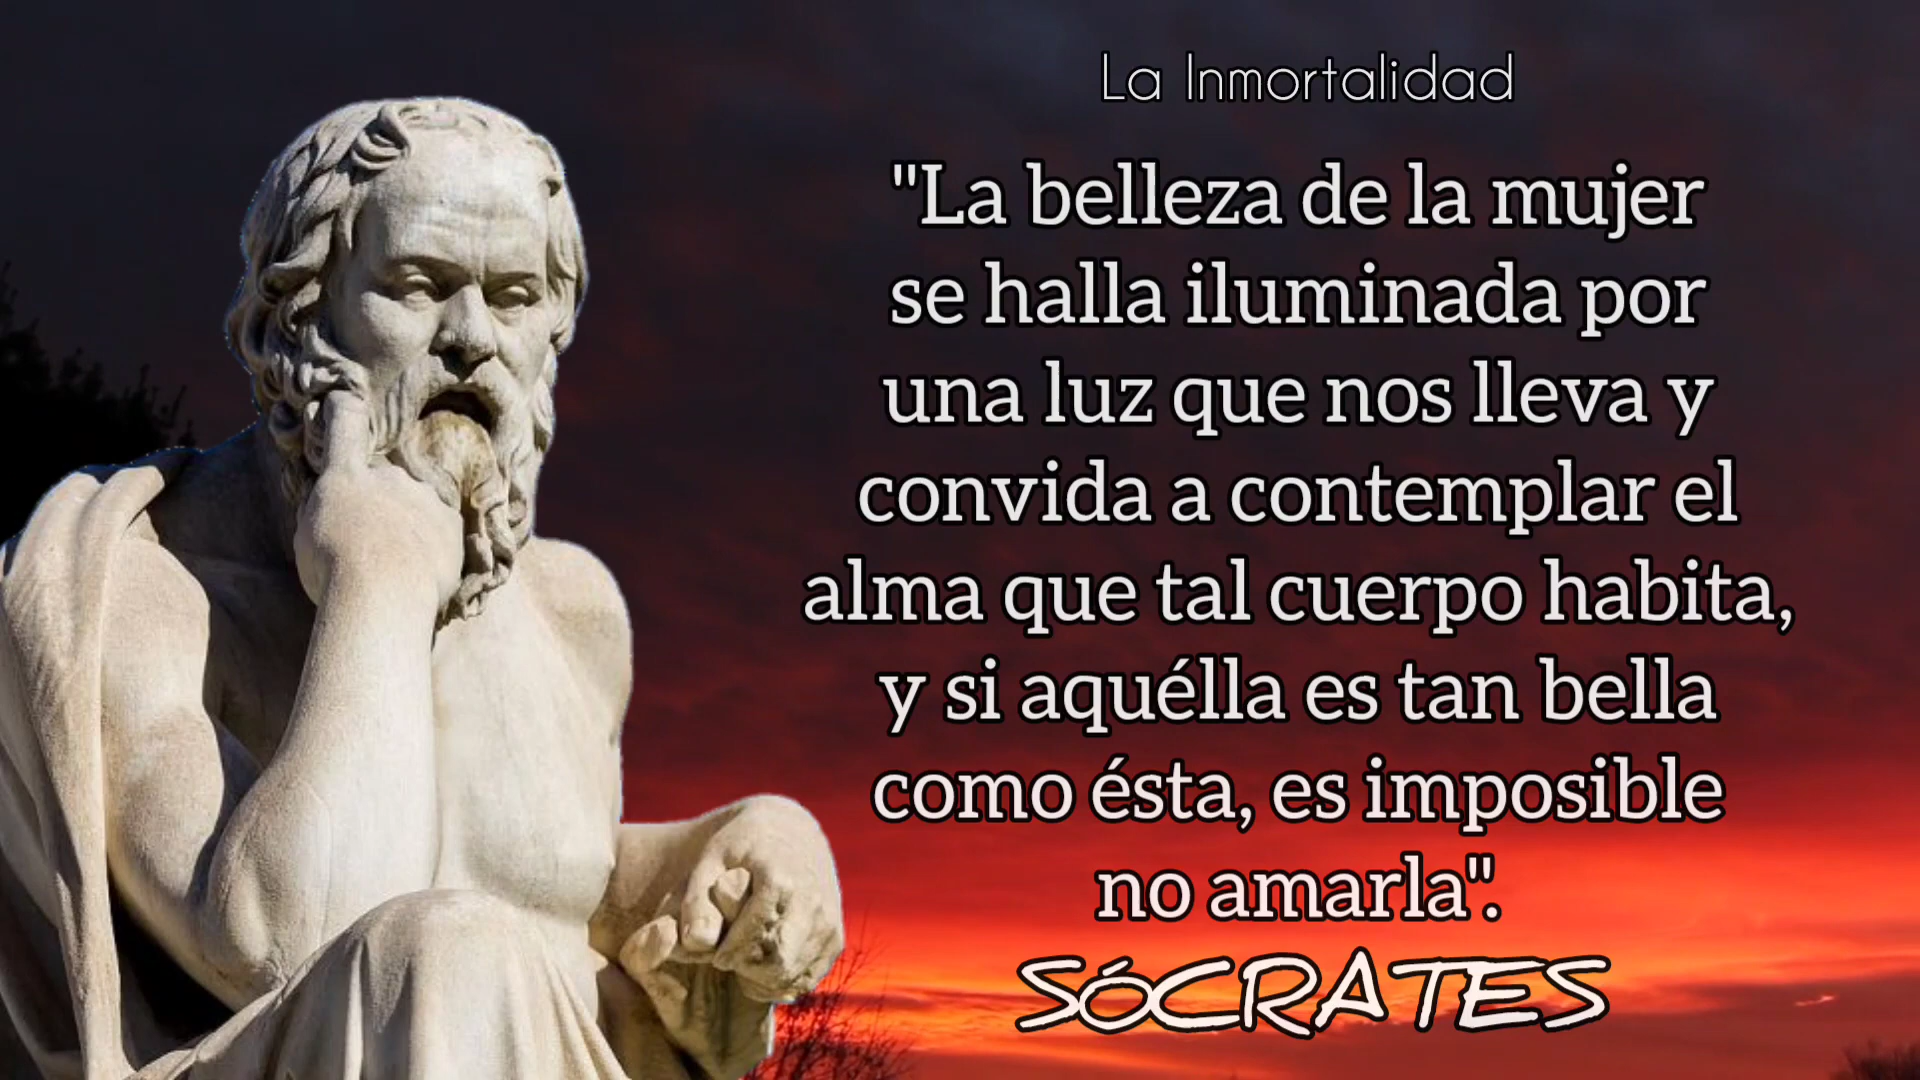 La Inmortalidad
"La belleza de la mujer
se halla iluminada por
una luz que nos lleva y
convida a contemplar el
alma que tal cuerpo habita,
y si aquélla es tan bella
como ésta, es imposible
no amarla".
SÓCRATES